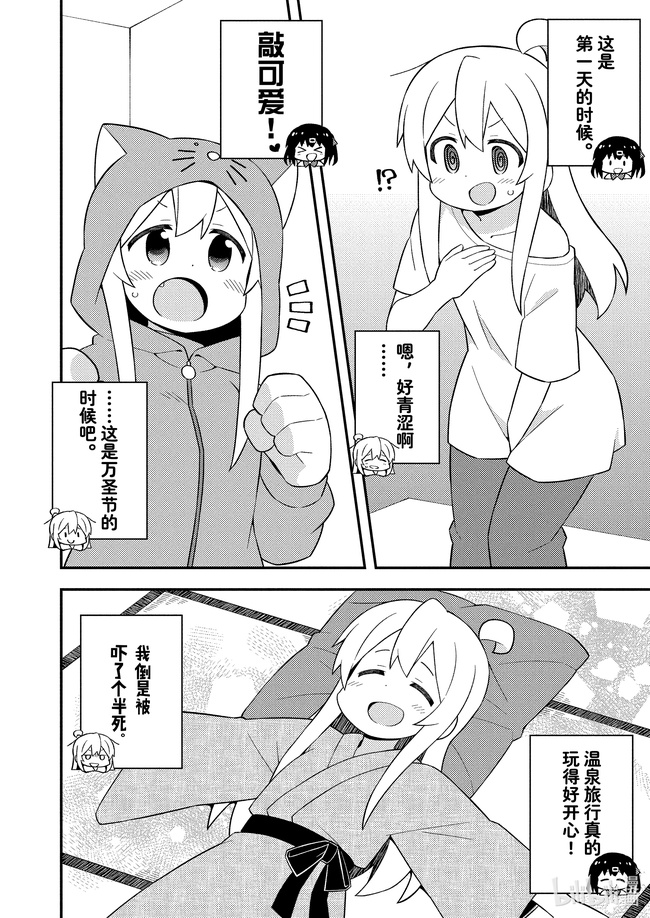 这是
第一天的时候。
!?
嗯，好青涩啊
……
敲可爱！
……这是万圣节的
时候吧。
温泉旅行真的
玩得好开心！
我倒是被
吓了个半死。